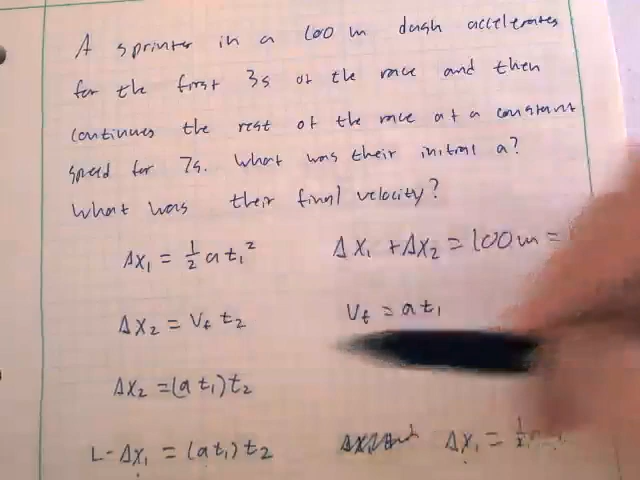 A sprinter in a 100 m dash accelerates
for the first 3s of the race and then
continues the rest of the race at a constant
speed for 7s. What was their initial a?
What was their final velocity?
Δx₁ = ½ a t₁²
Δx₁ + Δx₂ = 100m =
Δx₂ = V_f t₂
V_f = a t₁
Δx₂ = (a t₁) t₂
L - Δx₁ = (a t₁) t₂
Δx₁ = ½